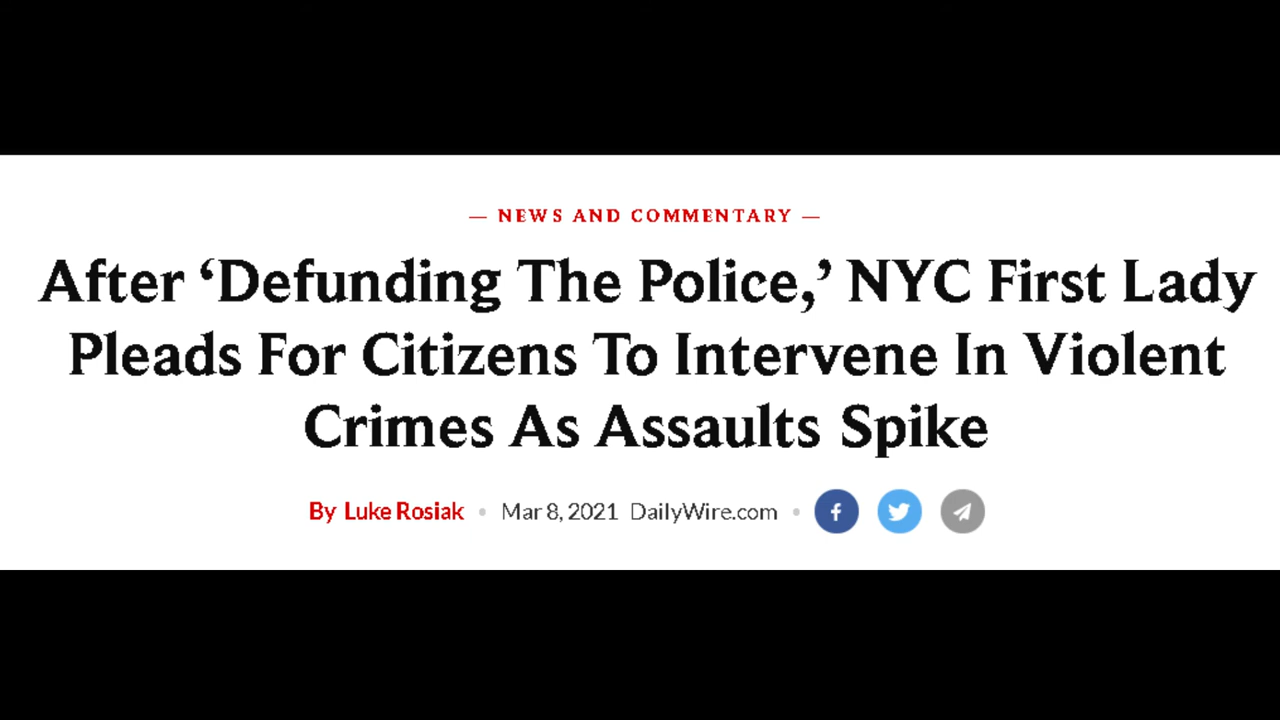 — NEWS AND COMMENTARY —
After ‘Defunding The Police,’ NYC First Lady
Pleads For Citizens To Intervene In Violent
Crimes As Assaults Spike
By Luke Rosiak • Mar 8, 2021 DailyWire.com •